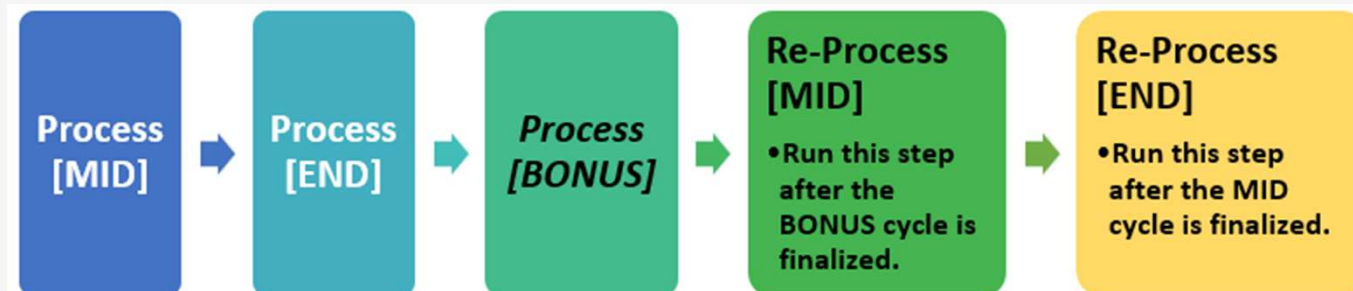 Process
[MID]
Process
[END]
Process
[BONUS]
Re-Process
[MID]
•Run this step
after the
BONUS cycle is
finalized.
Re-Process
[END]
•Run this step
after the MID
cycle is finalized.